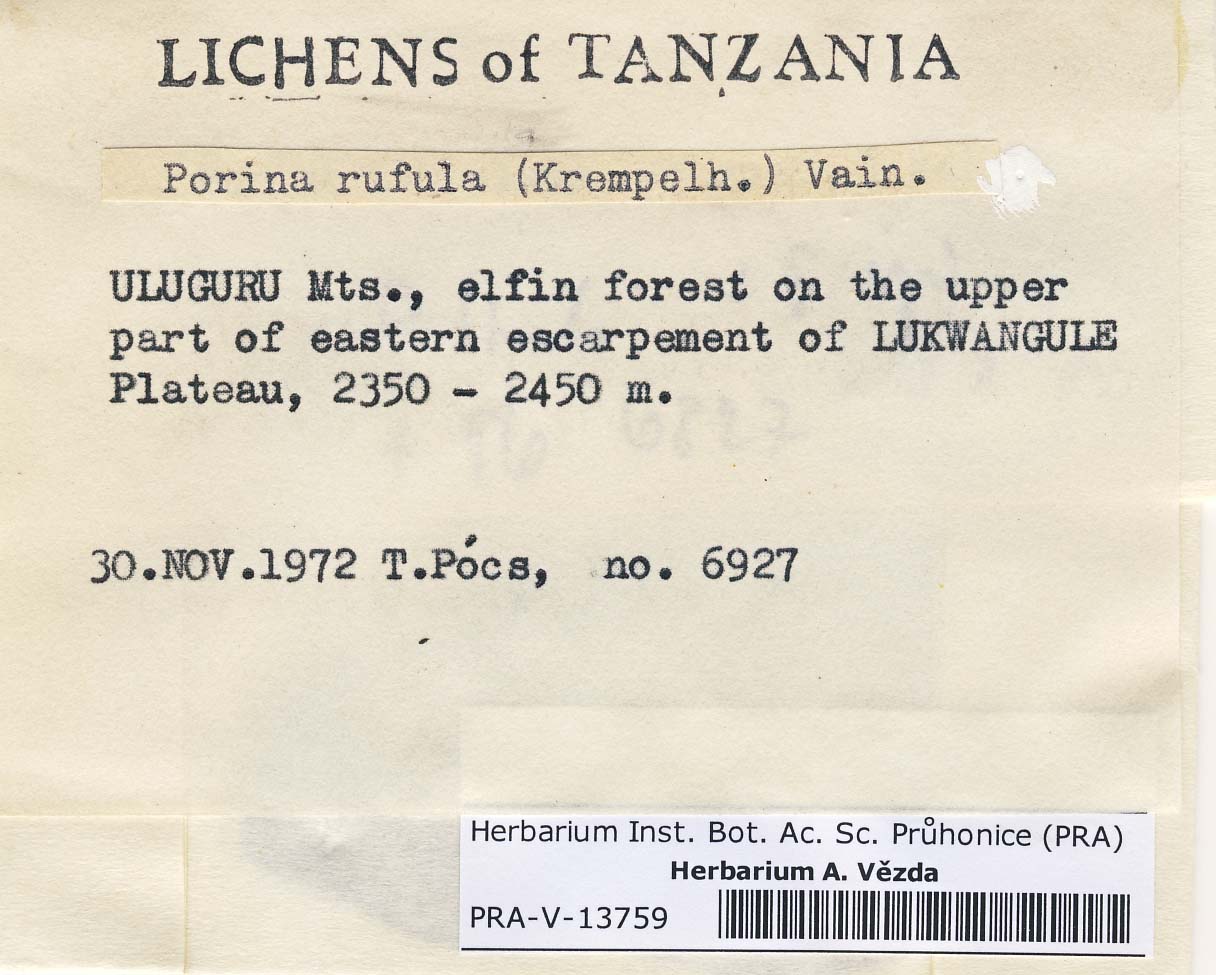 LICHENS of TANZANIA
Porina rufula (Krempelh.) Vain.
ULUGURU Mts., elfin forest on the upper
part of eastern escarpement of LUKWANGULE
Plateau, 2350 - 2450 m.
30.NOV.1972 T.Pócs, no. 6927
Herbarium Inst. Bot. Ac. Sc. Průhonice (PRA)
Herbarium A. Vězda
PRA-V-13759